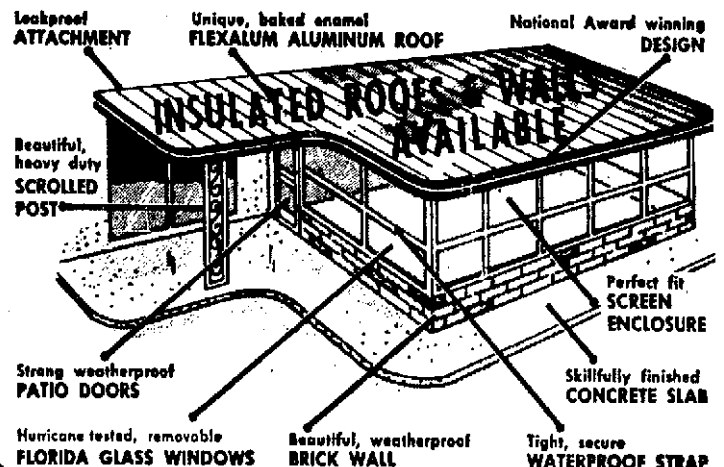 Leakproof
ATTACHMENT
Unique, baked enamel
FLEXALUM ALUMINUM ROOF
National Award winning
DESIGN
INSULATED ROOFS & WALLS
AVAILABLE
Beautiful,
heavy duty
SCROLLED
POST
Perfect fit
SCREEN
ENCLOSURE
Strong weatherproof
PATIO DOORS
Skillfully finished
CONCRETE SLAB
Hurricane tested, removable
FLORIDA GLASS WINDOWS
Beautiful, weatherproof
BRICK WALL
Tight, secure
WATERPROOF STRAP